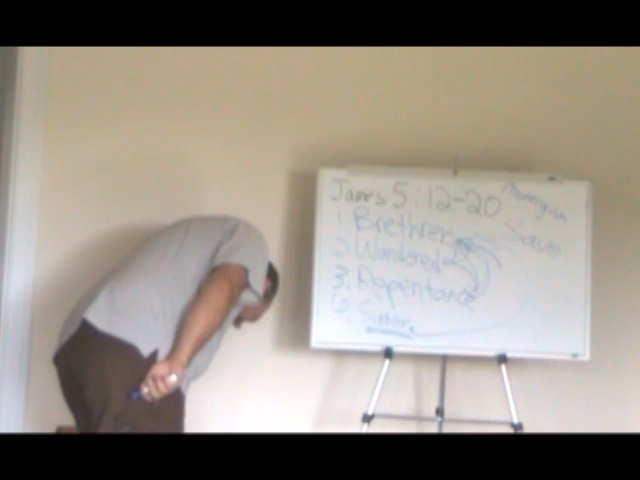 James 5:12-20
1. Brethren
2. Wandered
3. Repentance
4. Sinner
Save